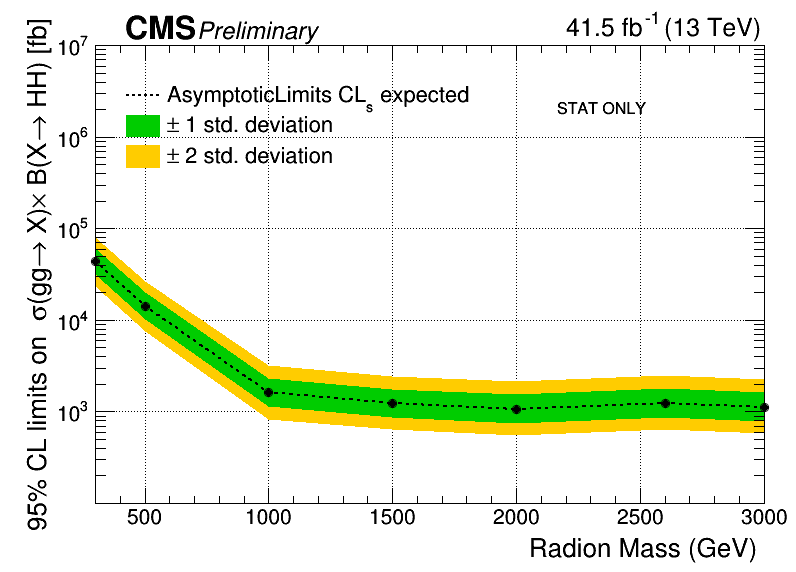 CMS Preliminary 41.5 fb⁻¹ (13 TeV)
95% CL limits on σ(gg→ X)× B(X→ HH) [fb]
10⁷
10⁶
10⁵
10⁴
10³
AsymptoticLimits CLₛ expected
± 1 std. deviation
± 2 std. deviation
STAT ONLY
500 1000 1500 2000 2500 3000
Radion Mass (GeV)